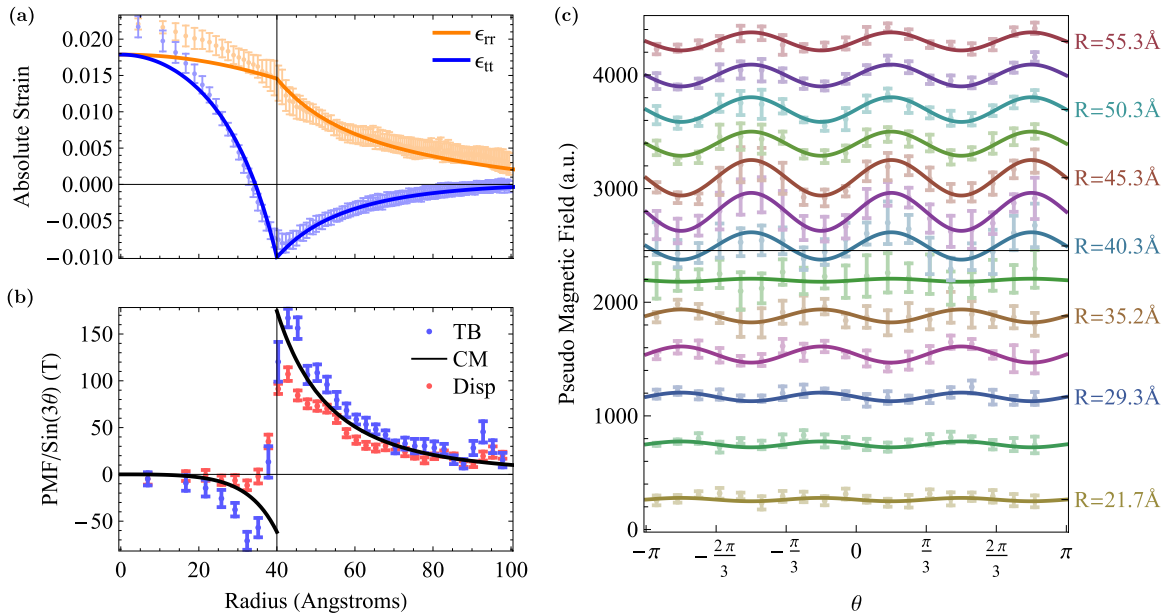 (a)
0.020
0.015
0.010
0.005
0.000
−0.005
−0.010
Absolute Strain
ϵrr
ϵtt
(b)
150
100
50
0
−50
PMF/Sin(3θ) (T)
TB
CM
Disp
0
20
40
60
80
100
Radius (Angstroms)
(c)
4000
3000
2000
1000
0
Pseudo Magnetic Field (a.u.)
R=55.3Å
R=50.3Å
R=45.3Å
R=40.3Å
R=35.2Å
R=29.3Å
R=21.7Å
−π
−2π/3
−π/3
0
π/3
2π/3
π
θ